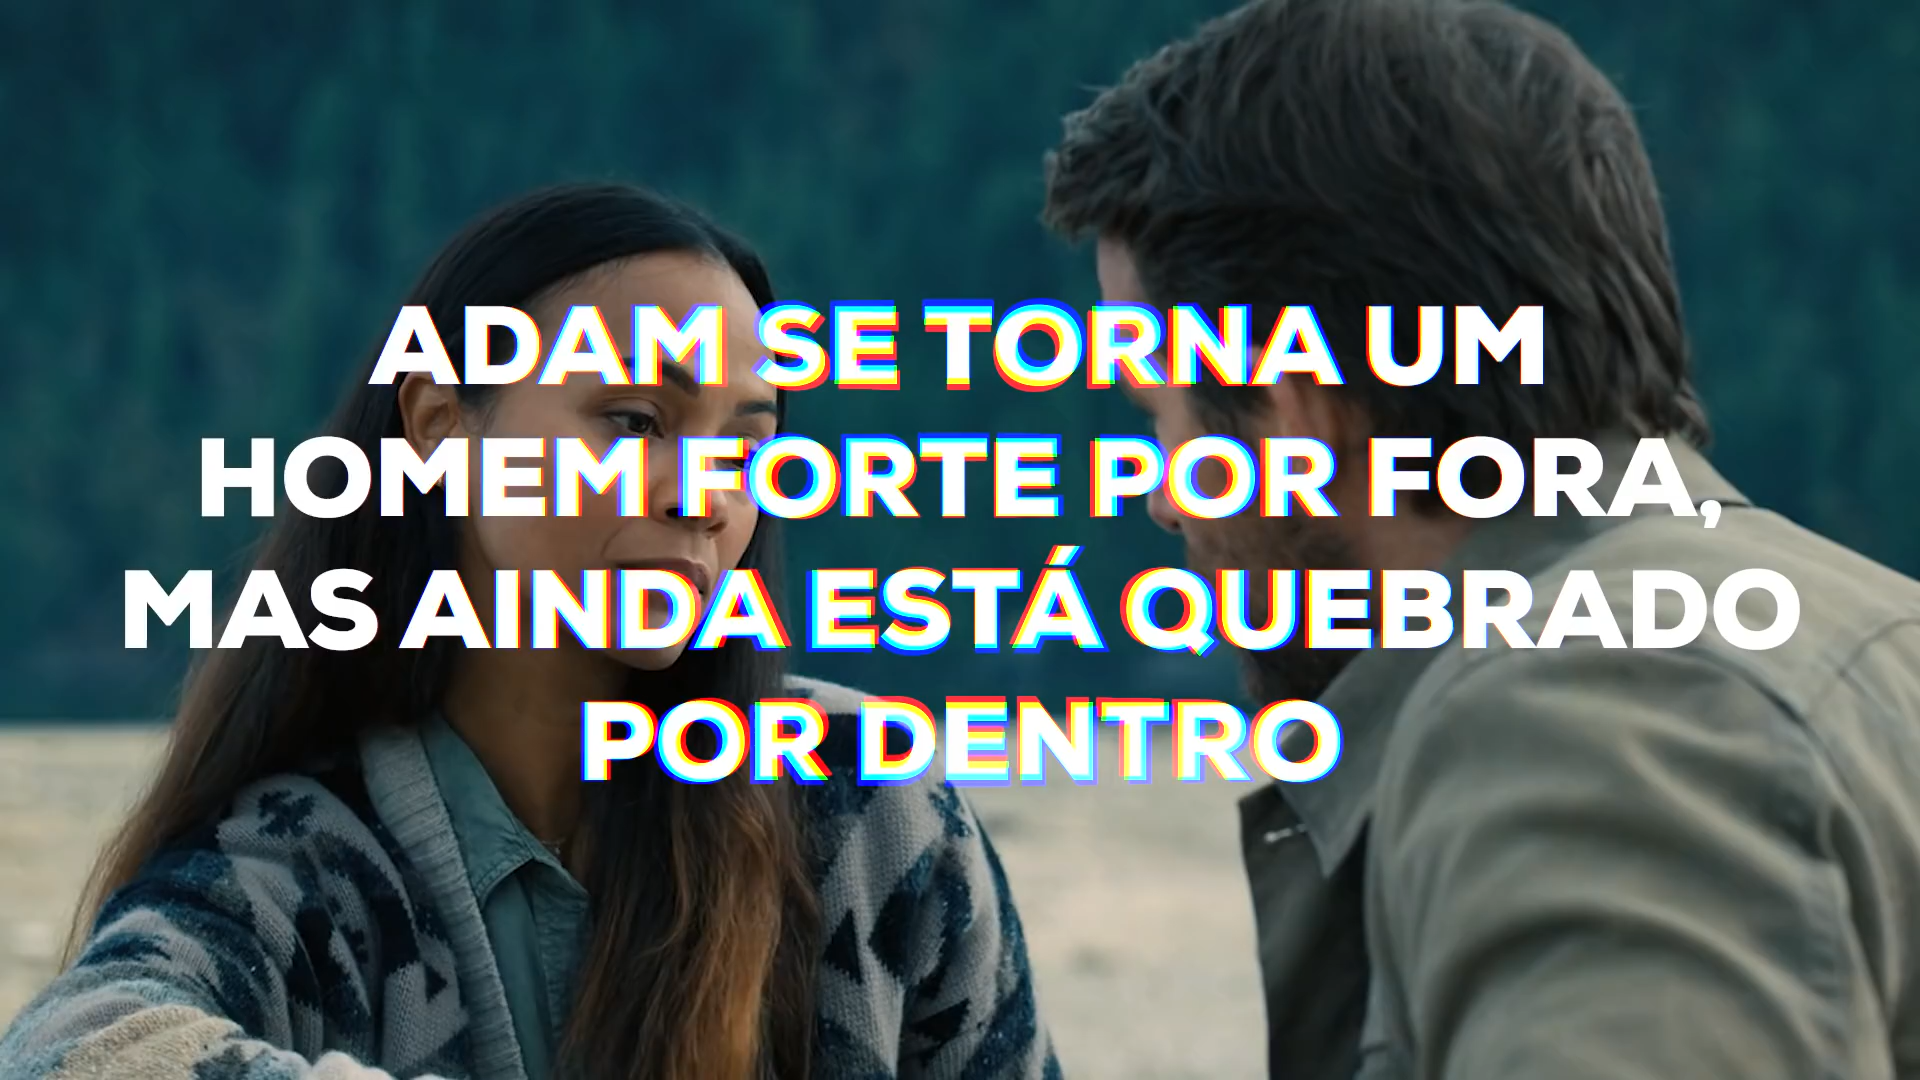 ADAM SE TORNA UM
HOMEM FORTE POR FORA,
MAS AINDA ESTÁ QUEBRADO
POR DENTRO